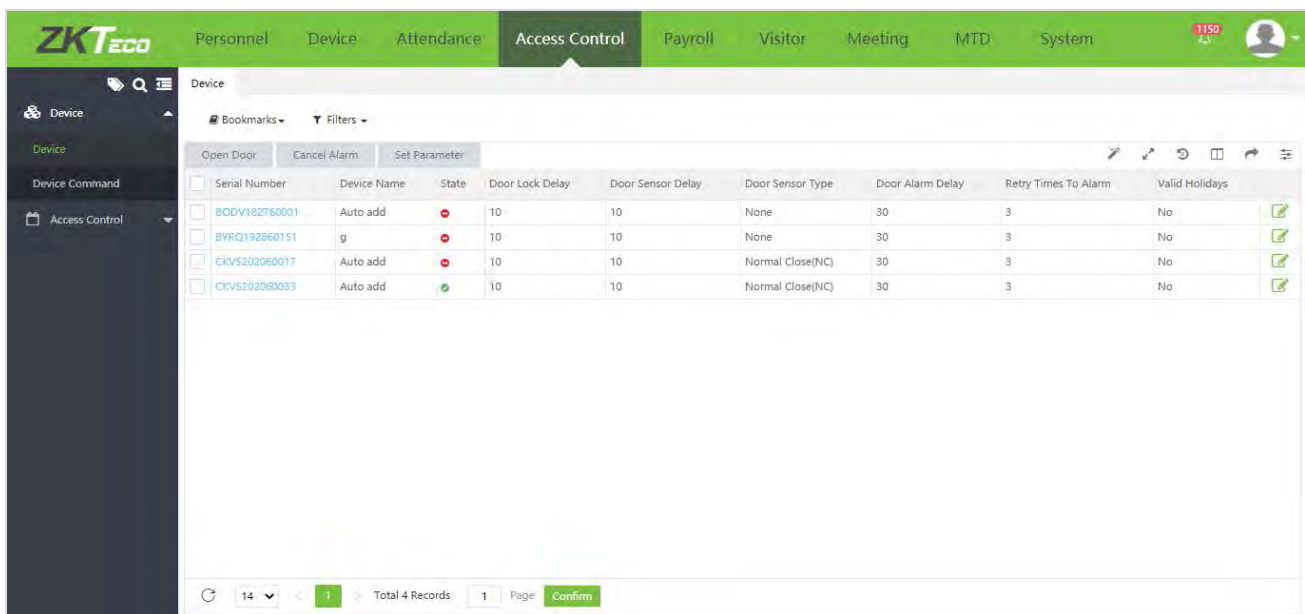 ZKTeco Personnel Device Attendance Access Control Payroll Visitor Meeting MTD System 1150
Device
Device
Bookmarks Filters
Device
Open Door Cancel Alarm Set Parameter
Device Command
Serial Number Device Name State Door Lock Delay Door Sensor Delay Door Sensor Type Door Alarm Delay Retry Times To Alarm Valid Holidays
Access Control
BODV182760001 Auto add 10 10 None 30 3 No
BYRQ192860151 g 10 10 None 30 3 No
CKVS202060017 Auto add 10 10 Normal Close(NC) 30 3 No
CKVS202060033 Auto add 10 10 Normal Close(NC) 30 3 No
14 < 1 > Total 4 Records 1 Page Confirm